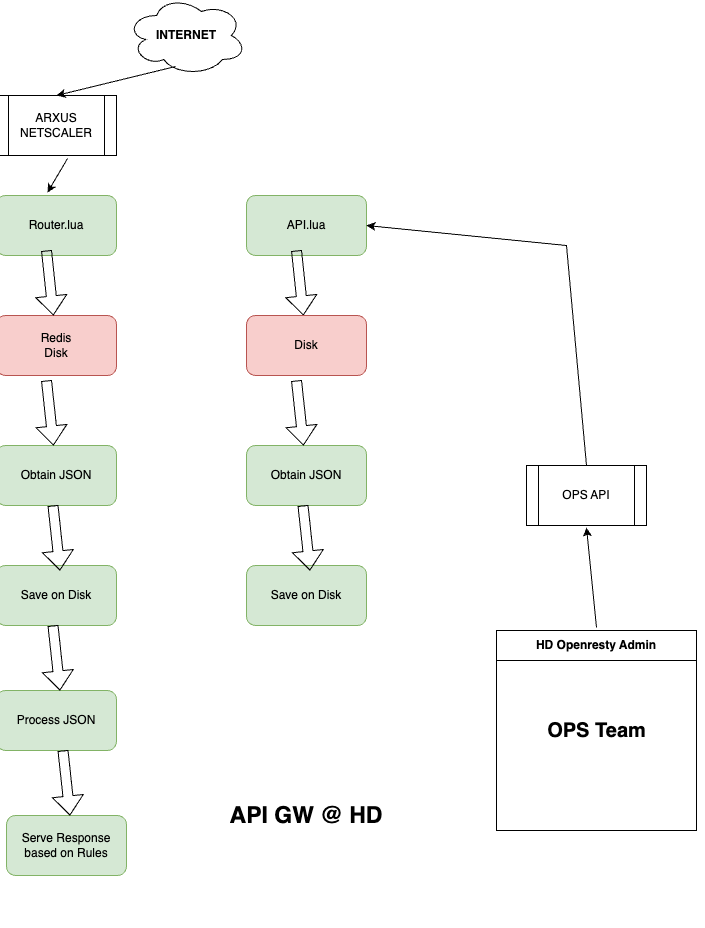 INTERNET
ARXUS
NETSCALER
Router.lua
API.lua
Redis
Disk
Disk
Obtain JSON
Obtain JSON
OPS API
Save on Disk
Save on Disk
HD Openresty Admin
Process JSON
OPS Team
API GW @ HD
Serve Response
based on Rules